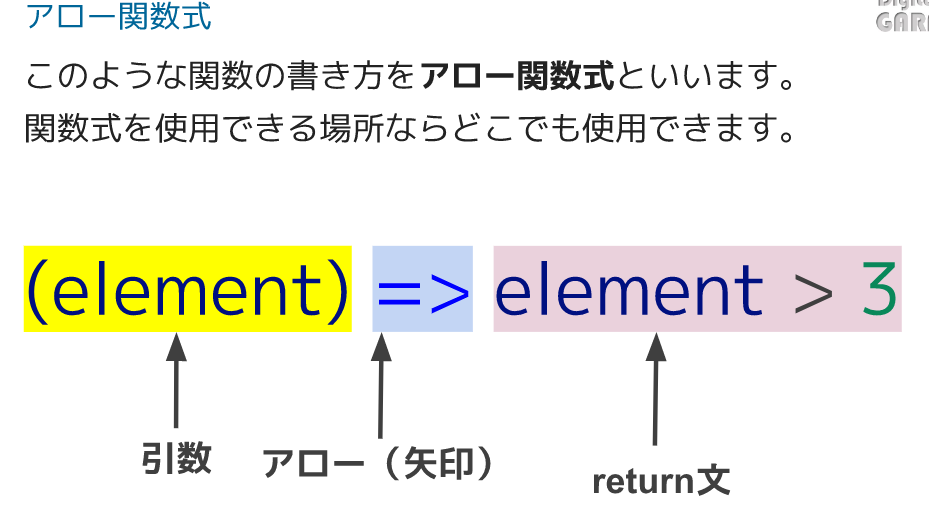 アロー関数式
このような関数の書き方をアロー関数式といいます。
関数式を使用できる場所ならどこでも使用できます。
(element) => element > 3
引数
アロー（矢印）
return文